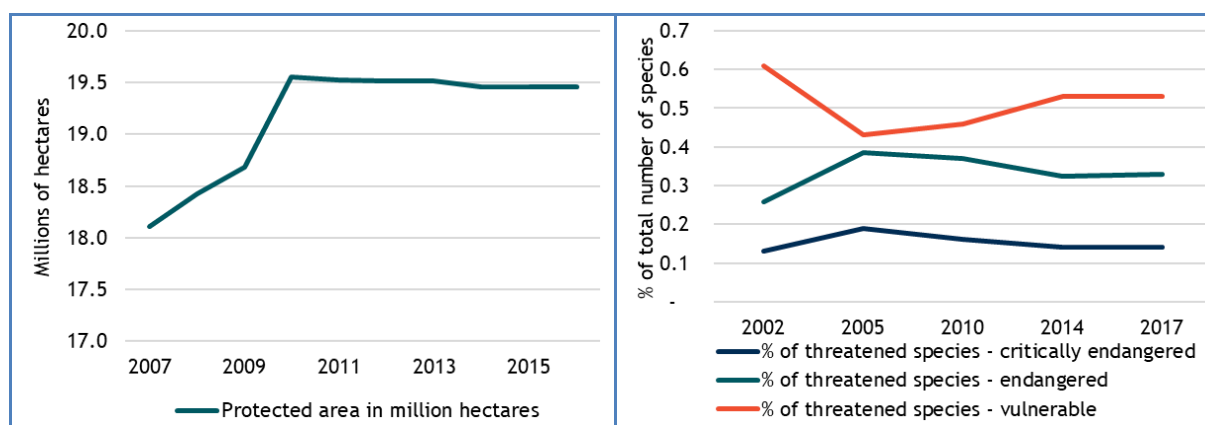 Millions of hectares
20.0
19.5
19.0
18.5
18.0
17.5
17.0
2007 2009 2011 2013 2015
Protected area in million hectares
% of total number of species
0.7
0.6
0.5
0.4
0.3
0.2
0.1
-
2002 2005 2010 2014 2017
% of threatened species - critically endangered
% of threatened species - endangered
% of threatened species - vulnerable